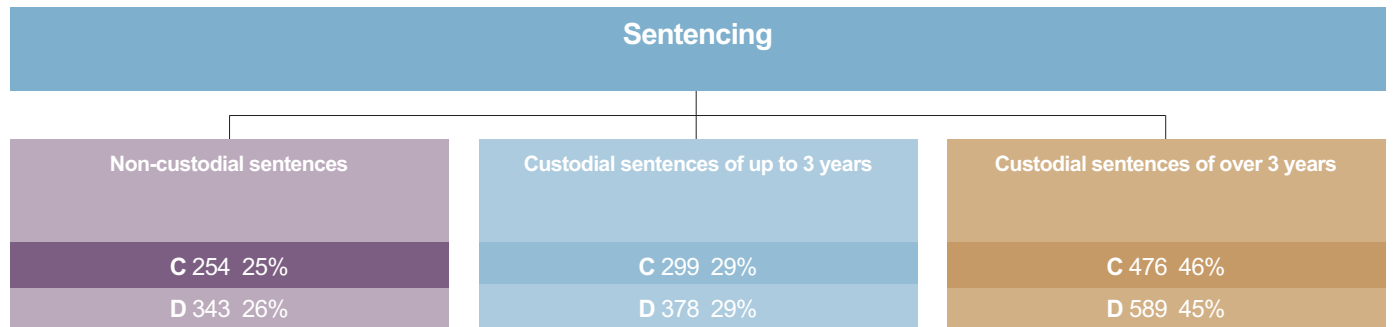 Sentencing
Non-custodial sentences
C 254 25%
D 343 26%
Custodial sentences of up to 3 years
C 299 29%
D 378 29%
Custodial sentences of over 3 years
C 476 46%
D 589 45%